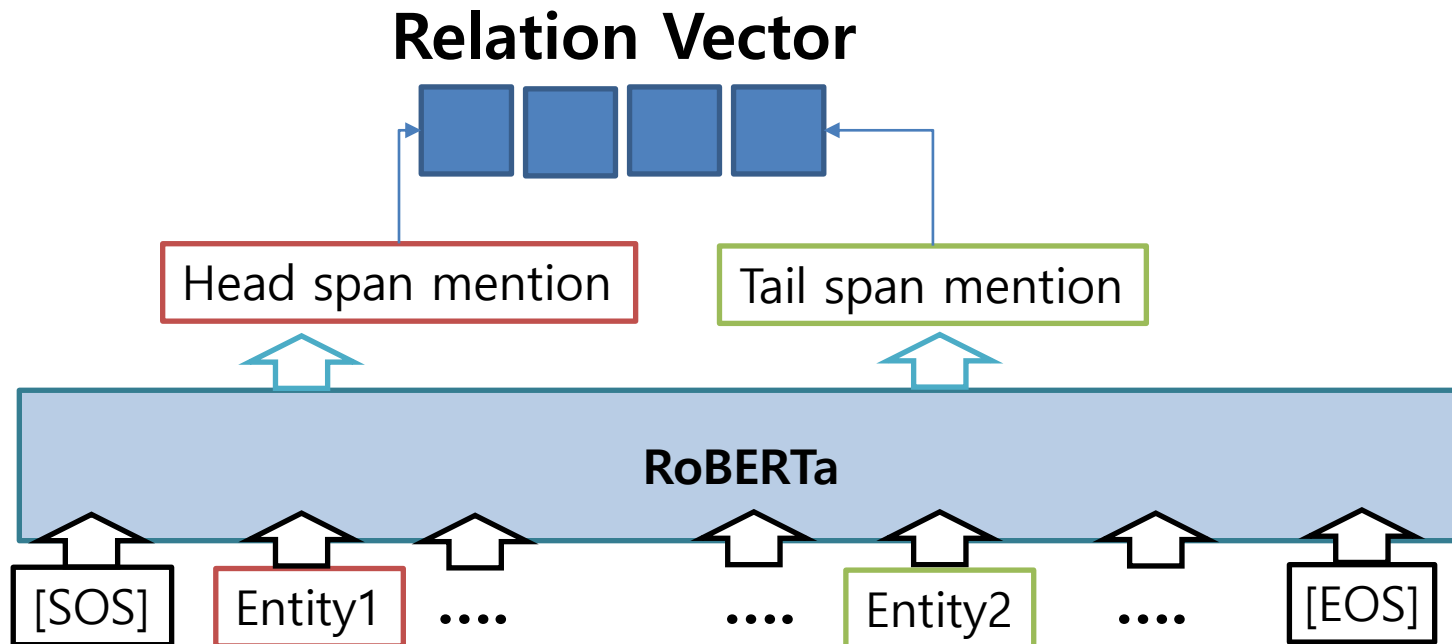 Relation Vector
Head span mention
Tail span mention
RoBERTa
[SOS] Entity1 .... .... Entity2 .... [EOS]